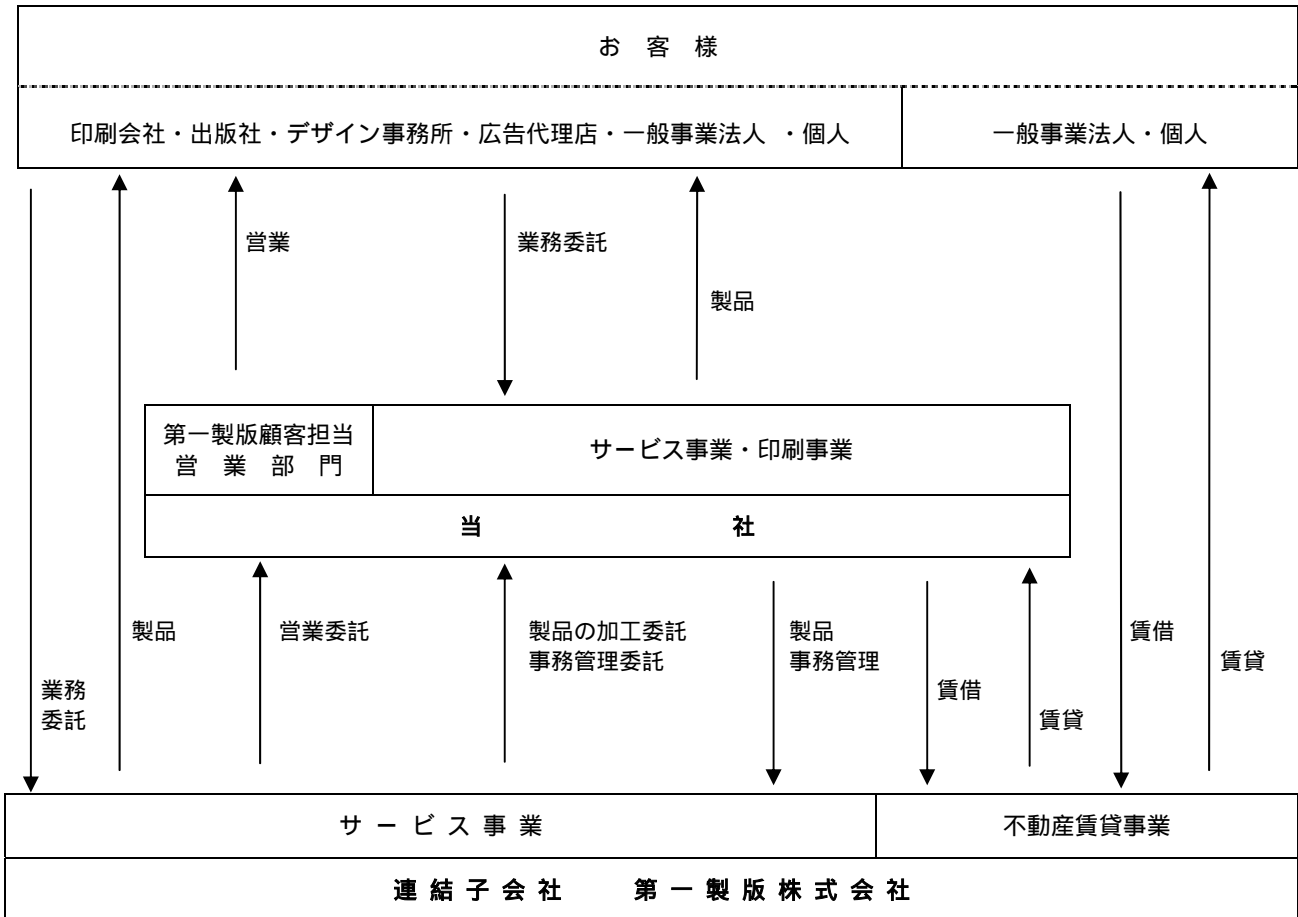 お 客 様
印刷会社・出版社・デザイン事務所・広告代理店・一般事業法人 ・個人
一般事業法人・個人
営業
業務委託
製品
第一製版顧客担当
営 業 部 門
サービス事業・印刷事業
当 社
製品
営業委託
製品の加工委託
事務管理委託
製品
事務管理
賃借
賃貸
賃借
賃貸
業務
委託
サ ー ビ ス 事 業
不動産賃貸事業
連 結 子 会 社 第 一 製 版 株 式 会 社